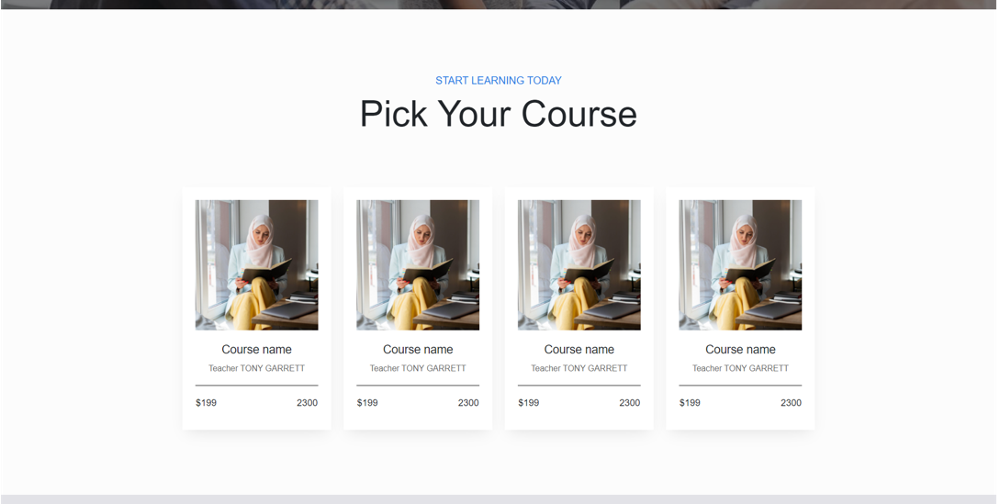 START LEARNING TODAY
Pick Your Course
Course name
Teacher TONY GARRETT
$199 2300
Course name
Teacher TONY GARRETT
$199 2300
Course name
Teacher TONY GARRETT
$199 2300
Course name
Teacher TONY GARRETT
$199 2300